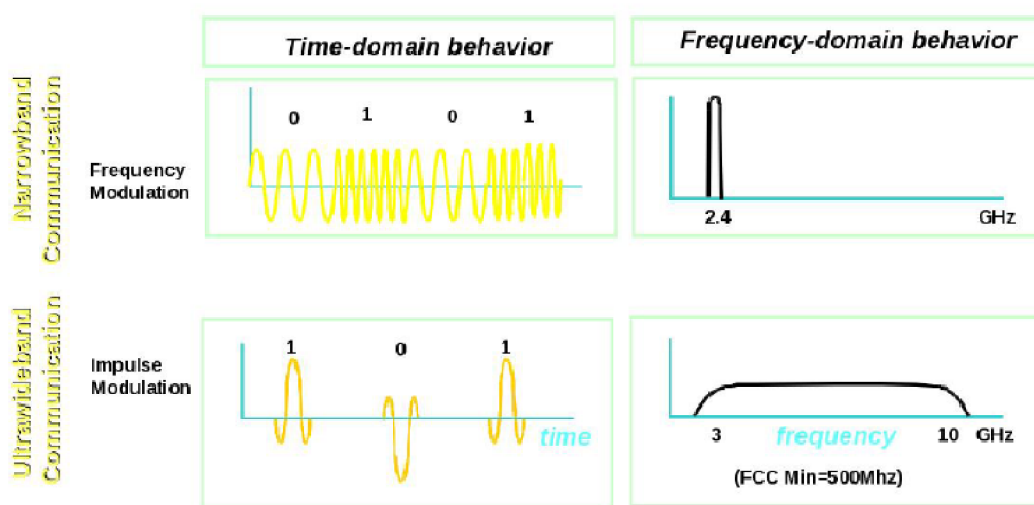 Time-domain behavior
Frequency-domain behavior
Narrowband
Communication
Frequency
Modulation
0 1 0 1
2.4 GHz
Ultrawideband
Communication
Impulse
Modulation
1 0 1
time
3 frequency 10 GHz
(FCC Min=500Mhz)